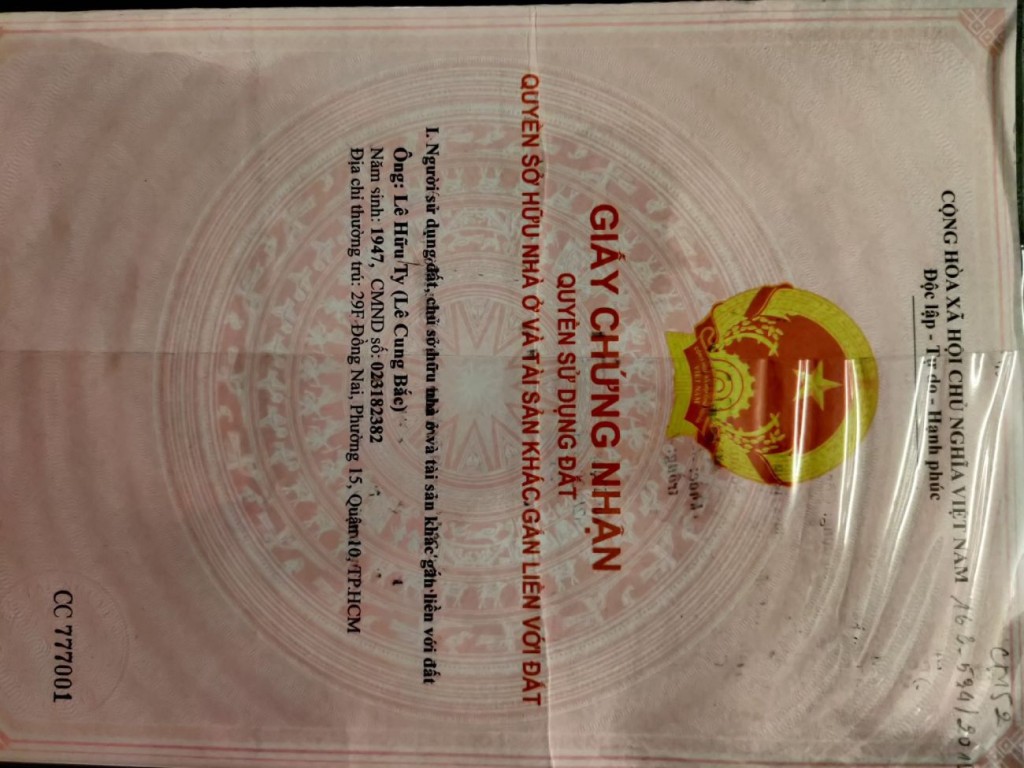 CỘNG HÒA XÃ HỘI CHỦ NGHĨA VIỆT NAM
Độc lập - Tự do - Hạnh phúc
GIẤY CHỨNG NHẬN
QUYỀN SỬ DỤNG ĐẤT
QUYỀN SỞ HỮU NHÀ Ở VÀ TÀI SẢN KHÁC GẮN LIỀN VỚI ĐẤT
I. Người sử dụng đất, chủ sở hữu nhà ở và tài sản khác gắn liền với đất
Ông: Lê Hữu Ty (Lê Cung Bắc)
Năm sinh: 1947, CMND số: 023182382
Địa chỉ thường trú: 29F Đồng Nai, Phường 15, Quận 10, TP.HCM
CC 777001